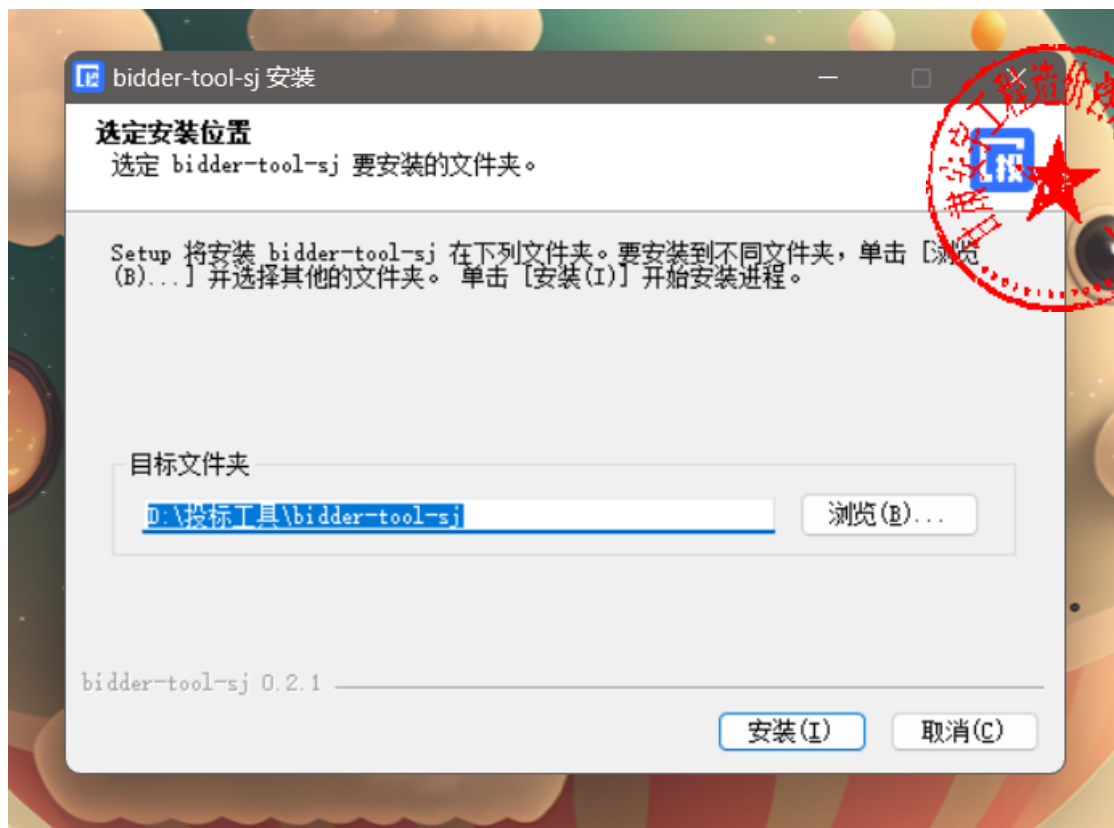 bidder-tool-sj 安装
选定安装位置
选定 bidder-tool-sj 要安装的文件夹。
投
Setup 将安装 bidder-tool-sj 在下列文件夹。要安装到不同文件夹，单击 [浏览
(B)...] 并选择其他的文件夹。 单击 [安装(I)] 开始安装进程。
目标文件夹
D:\投标工具\bidder-tool-sj
浏览(B)...
bidder-tool-sj 0.2.1
安装(I)
取消(C)